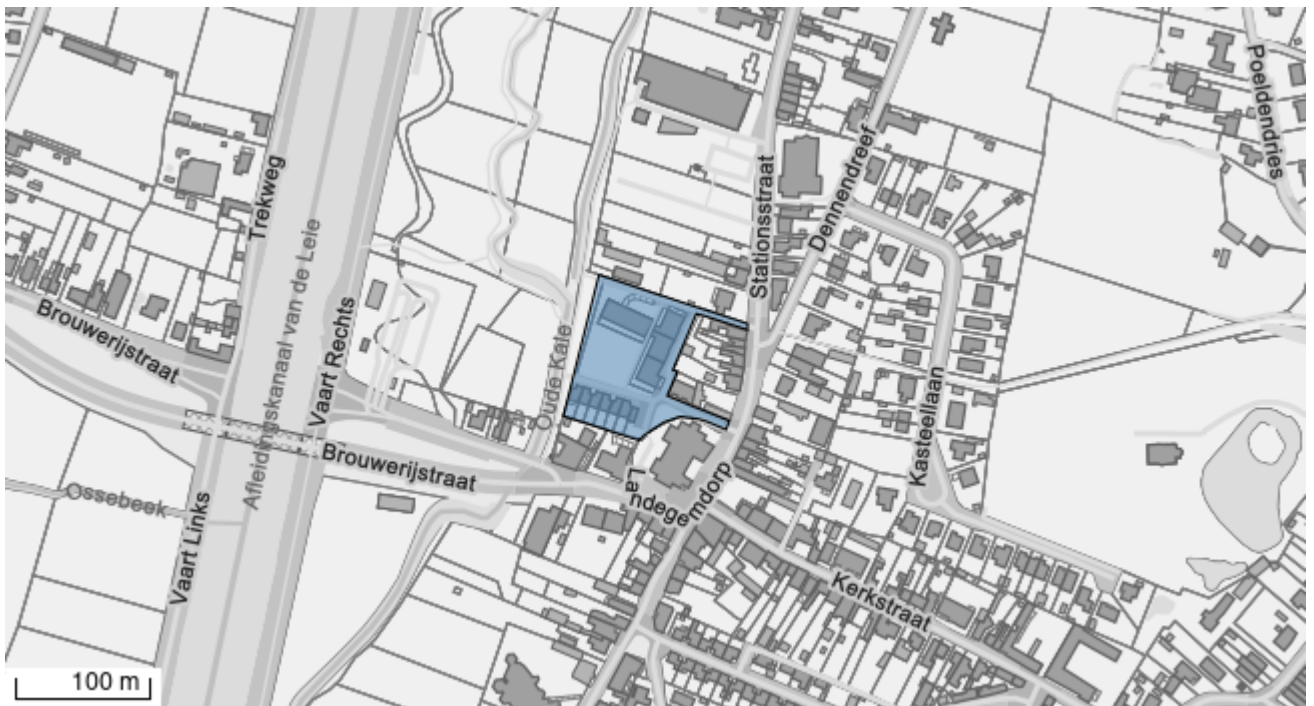 Poeldendries
Dennendreef
Stationsstraat
Trekweg
Afleidingskanaal van de Leie
Vaart Rechts
Brouwerijstraat
Oude Kale
Kasteellaan
Brouwerijstraat
Landegemdorp
Ossebeek
Vaart Links
Kerkstraat
100 m